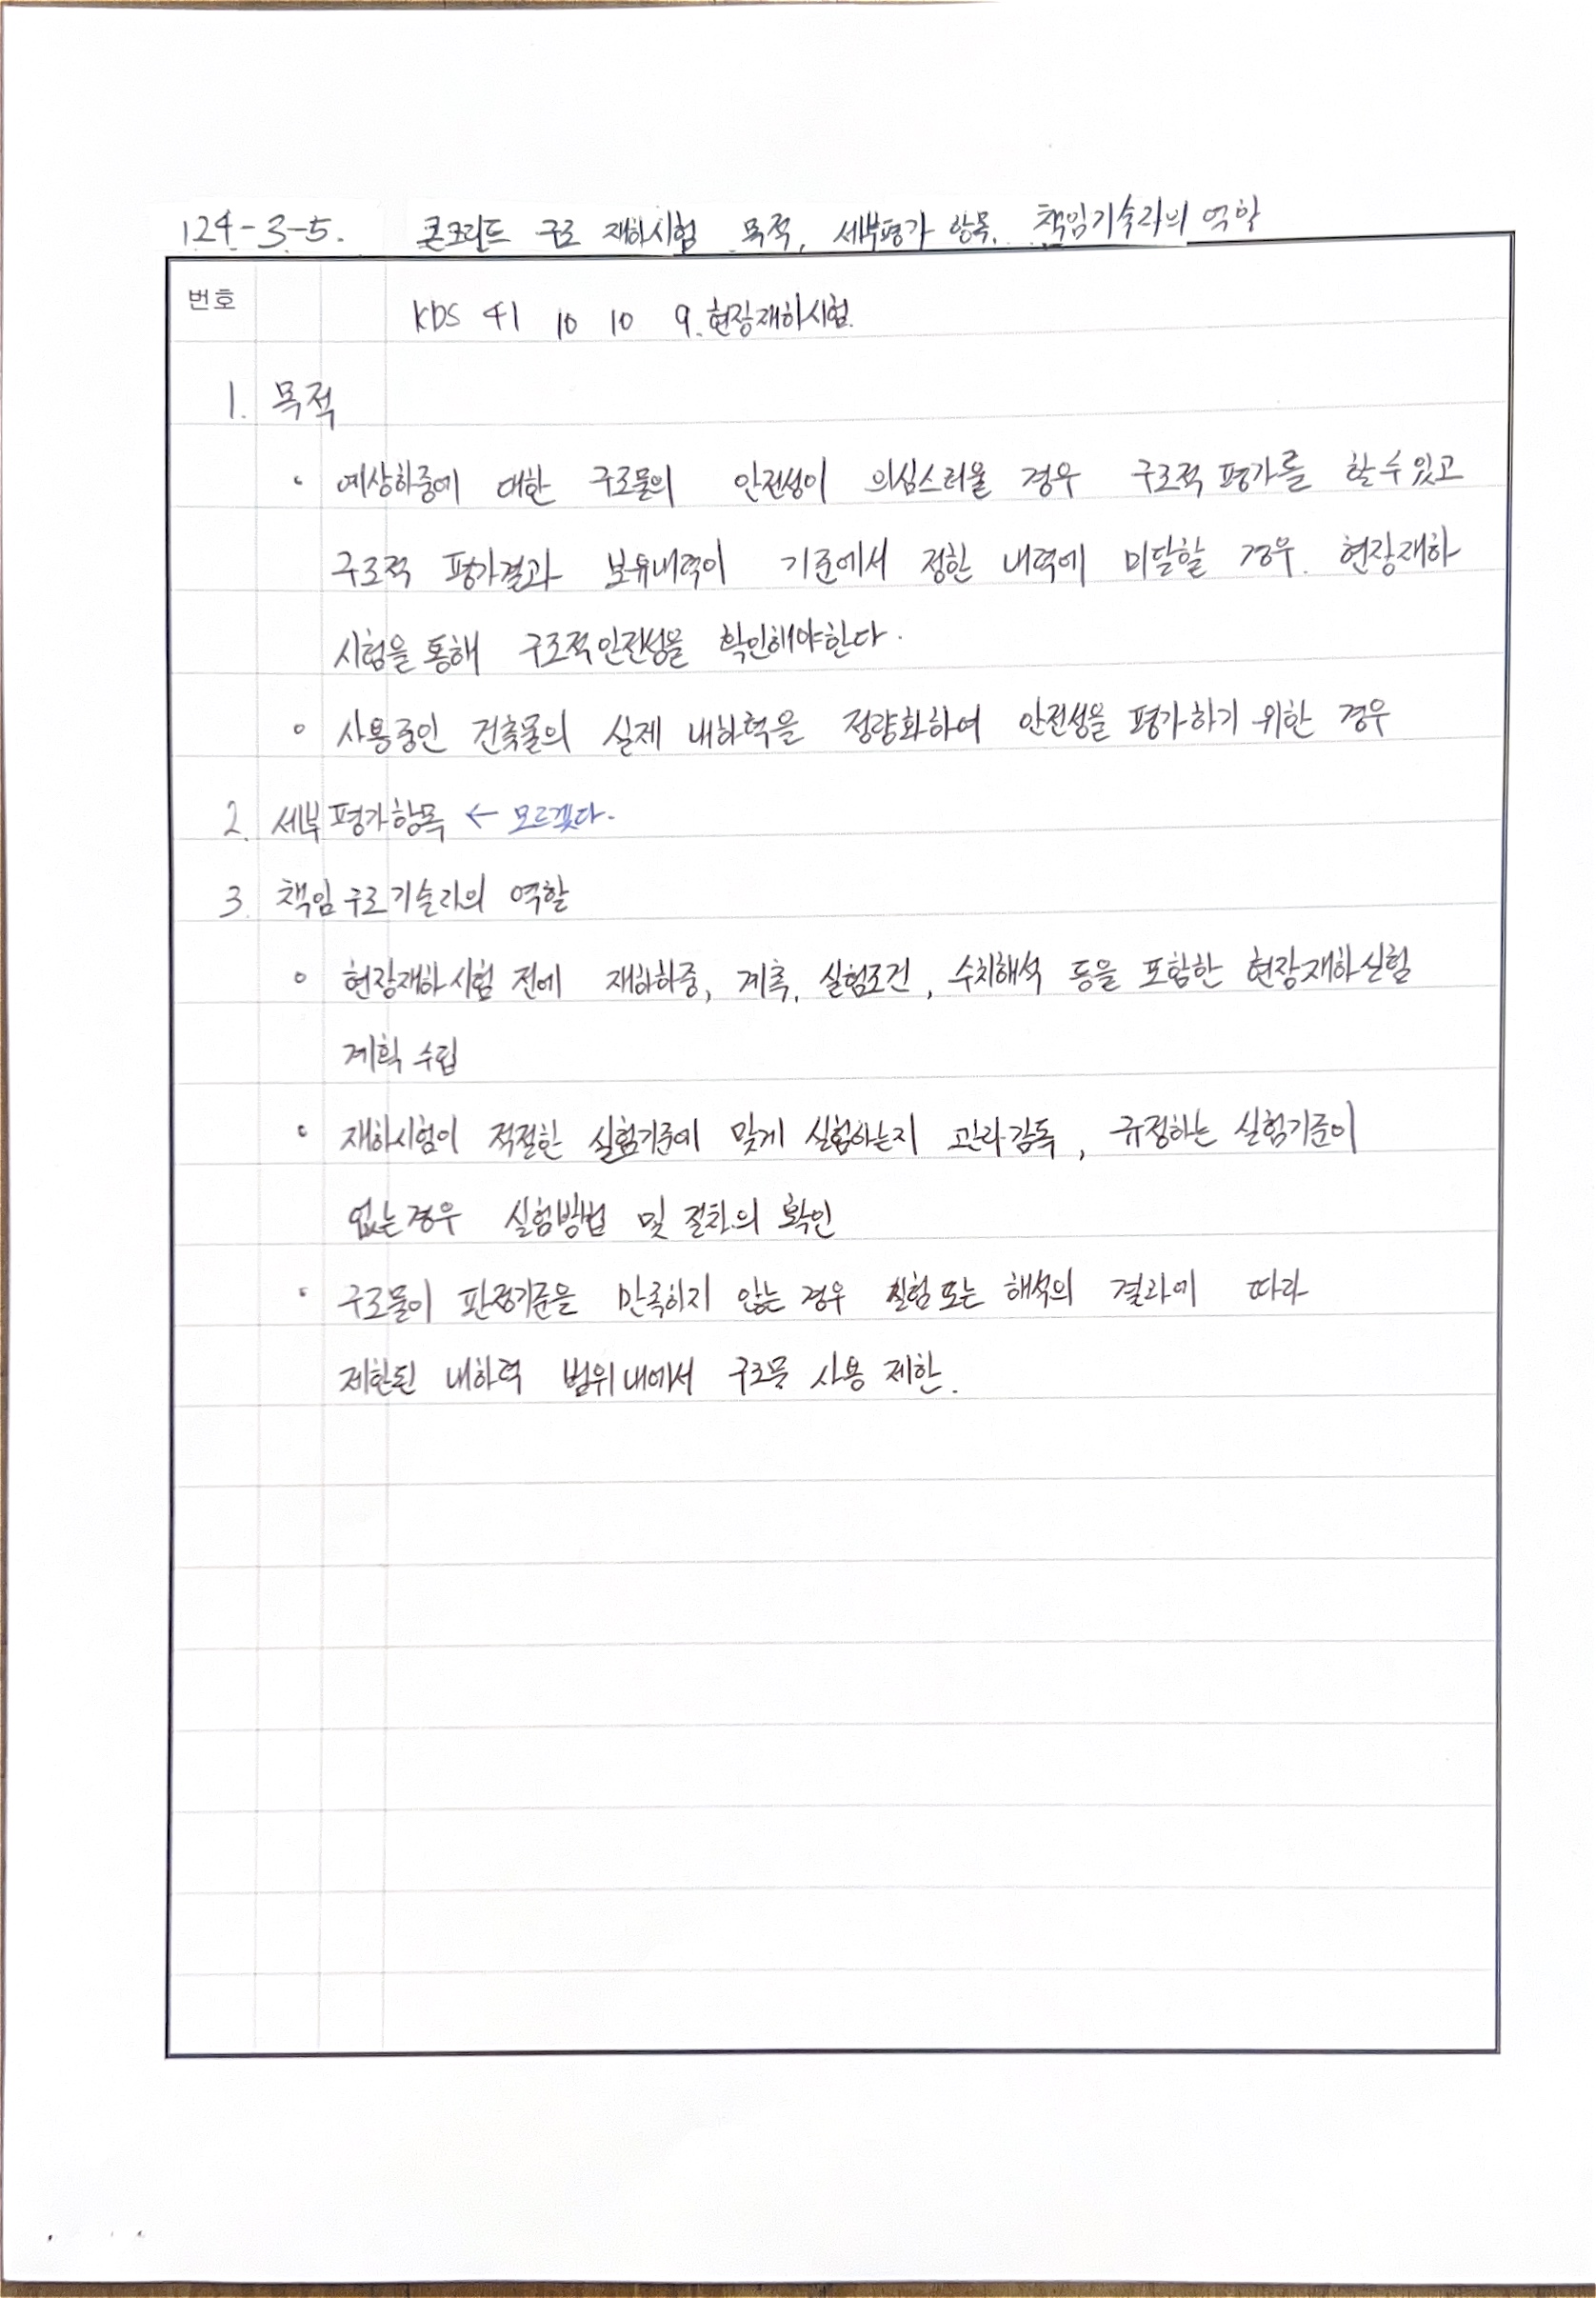 124-3-5. 콘크리트 구조 재하시험 목적, 세부평가 항목, 책임기술자의 역할
번호
KDS 41 10 10 9. 현장재하시험.
1. 목적
◦ 예상하중에 대한 구조물의 안전성이 의심스러울 경우 구조적 평가를 할 수 있고
구조적 평가결과 보유내력이 기준에서 정한 내력에 미달할 경우. 현장재하
시험을 통해 구조적안전성을 확인해야한다.
◦ 사용중인 건축물의 실제 내하력을 정량화하여 안전성을 평가하기 위한 경우
2. 세부평가항목 ← 모르겠다.
3. 책임구조기술자의 역할
◦ 현장재하시험 전에 재하하중, 계측, 실험조건, 수치해석 등을 포함한 현장재하실험
계획 수립
◦ 재하시험이 적절한 실험기준에 맞게 실험하는지 관리감독, 규정하는 실험기준이
없는경우 실험방법 및 절차의 확인
◦ 구조물이 판정기준을 만족하지 않는 경우 실험 또는 해석의 결과에 따라
제한된 내하력 범위내에서 구조물 사용 제한.